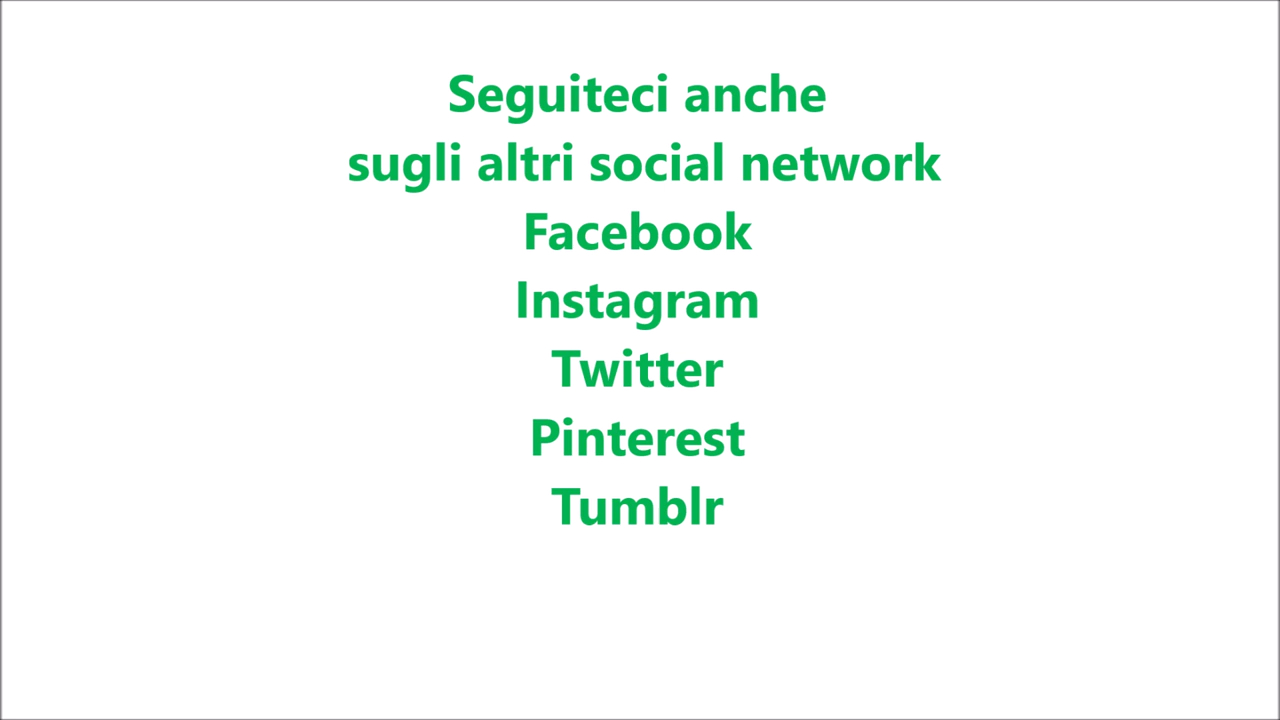 Seguiteci anche
sugli altri social network
Facebook
Instagram
Twitter
Pinterest
Tumblr